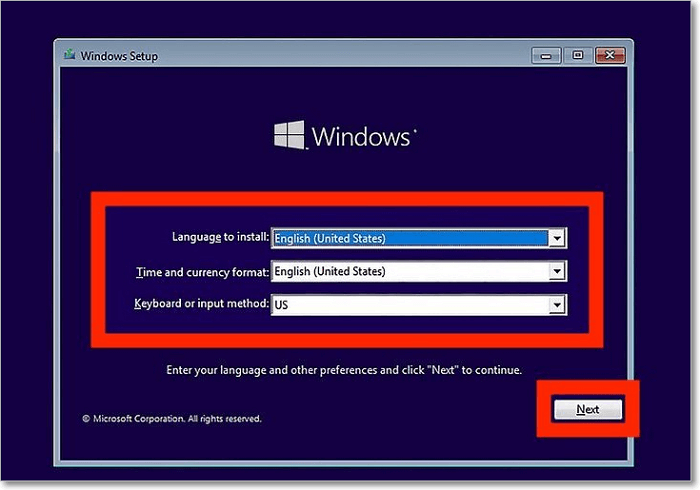 Windows Setup
Windows
Language to install: English (United States)
Time and currency format: English (United States)
Keyboard or input method: US
Enter your language and other preferences and click "Next" to continue.
© Microsoft Corporation. All rights reserved.
Next